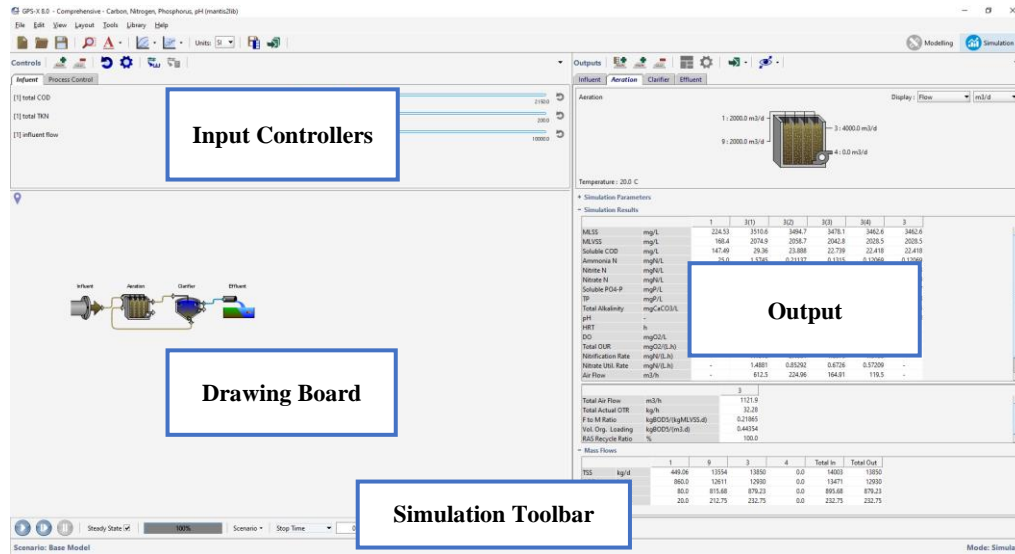 GPS-X 8.0 - Comprehensive - Carbon, Nitrogen, Phosphorus, pH (mantis2lib)
File Edit View Layout Tools Library Help
Units: SI
Modelling Simulation
Controls
Outputs
Influent Process Control
Influent Aeration Clarifier Effluent
[1] total COD
[1] total TKN
[1] influent flow
Input Controllers
Aeration
Display: Flow m3/d
1 : 2000.0 m3/d
3 : 4000.0 m3/d
9 : 2000.0 m3/d
4 : 0.0 m3/d
Temperature : 20.0 C
Simulation Parameters
Simulation Results
1 3(1) 3(2) 3(3) 3(4) 3
MLSS mg/L 224.53 3510.6 3494.7 3478.1 3462.6 3462.6
MLVSS mg/L 168.4 2074.9 2058.7 2042.8 2028.5 2028.5
Soluble COD mg/L 147.49 29.36 23.888 22.739 22.418 22.418
Ammonia N mgN/L 25.0 1.5745 0.21137 0.1315 0.12069 0.12069
Nitrite N mgN/L
Nitrate N mgN/L
Soluble PO4-P mgP/L
TP mgP/L
Total Alkalinity mgCaCO3/L
pH -
HRT h
DO mgO2/L
Total OUR mgO2/(L.h)
Nitrification Rate mgN/(L.h)
Nitrate Util. Rate mgN/(L.h) - 1.4881 0.85292 0.6726 0.57209 -
Air Flow m3/h - 612.5 224.96 164.91 119.5 -
Output
Influent Aeration Clarifier Effluent
Drawing Board
3
Total Air Flow m3/h 1121.9
Total Actual OTR kg/h 32.28
F to M Ratio kgBOD5/(kgMLVSS.d) 0.21865
Vol. Org. Loading kgBOD5/(m3.d) 0.44354
RAS Recycle Ratio % 100.0
Mass Flows
1 9 3 4 Total In Total Out
TSS kg/d 449.06 13554 13850 0.0 14003 13850
860.0 12611 12930 0.0 13471 12930
80.0 815.68 879.23 0.0 895.68 879.23
20.0 212.75 232.75 0.0 232.75 232.75
Simulation Toolbar
Steady State 100% Scenario Stop Time
Scenario: Base Model
Mode: Simula